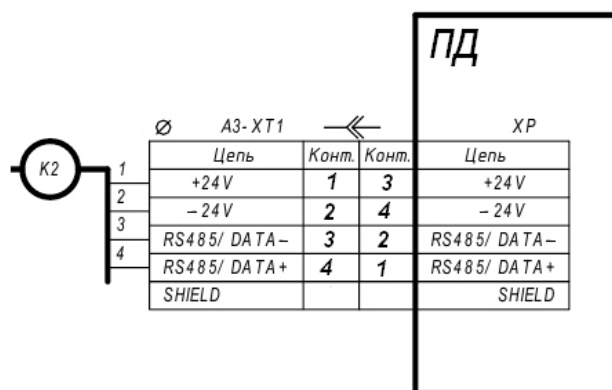 ПД
Ø A3-XT1 XP
Цепь Конт. Конт. Цепь
K2
1 +24V 1 3 +24V
2 –24V 2 4 –24V
3 RS485/ DATA– 3 2 RS485/ DATA–
4 RS485/ DATA+ 4 1 RS485/ DATA+
SHIELD SHIELD